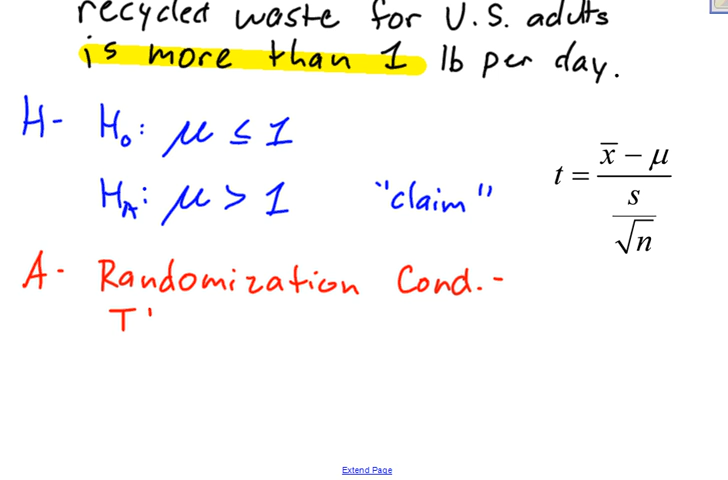 recycled waste for U.S. adults
is more than 1 lb per day.
H- H₀: μ ≤ 1
Hₐ: μ > 1 "claim"
t = (x̄ − μ) / (s / √n)
A- Randomization Cond. -
T'
Extend Page